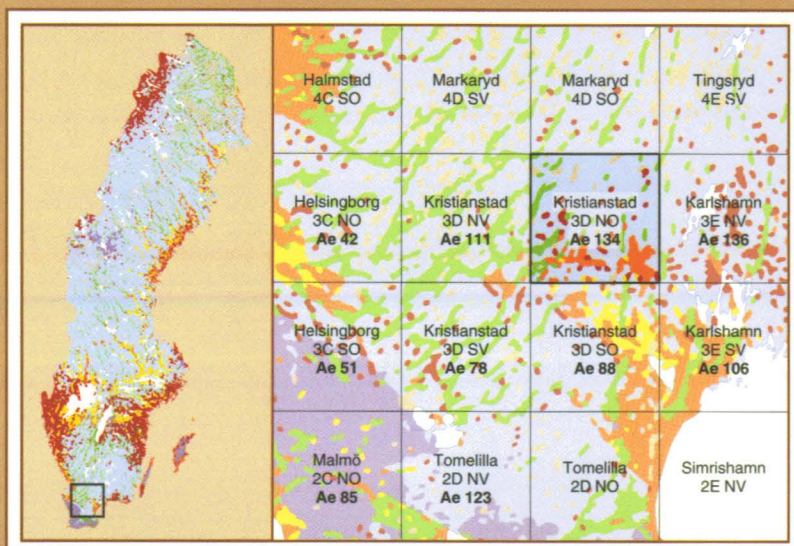 Halmstad
4C SO
Markaryd
4D SV
Markaryd
4D SO
Tingsryd
4E SV
Helsingborg
3C NO
Ae 42
Kristianstad
3D NV
Ae 111
Kristianstad
3D NO
Ae 134
Karlshamn
3E NV
Ae 136
Helsingborg
3C SO
Ae 51
Kristianstad
3D SV
Ae 78
Kristianstad
3D SO
Ae 88
Karlshamn
3E SV
Ae 106
Malmö
2C NO
Ae 85
Tomelilla
2D NV
Ae 123
Tomelilla
2D NO
Simrishamn
2E NV